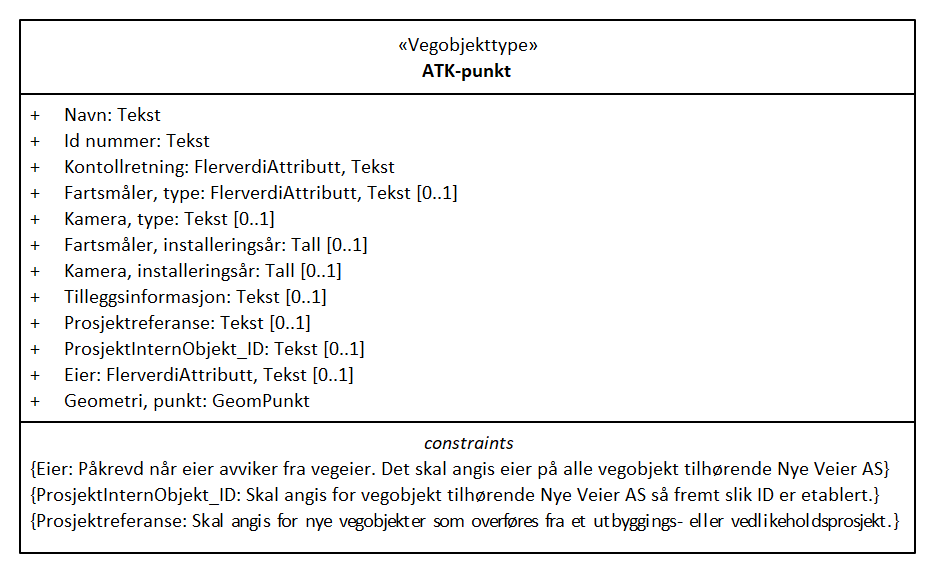 «Vegobjekttype»
ATK-punkt
+ Navn: Tekst
+ Id nummer: Tekst
+ Kontollretning: FlerverdiAttributt, Tekst
+ Fartsmåler, type: FlerverdiAttributt, Tekst [0..1]
+ Kamera, type: Tekst [0..1]
+ Fartsmåler, installeringsår: Tall [0..1]
+ Kamera, installeringsår: Tall [0..1]
+ Tilleggsinformasjon: Tekst [0..1]
+ Prosjektreferanse: Tekst [0..1]
+ ProsjektInternObjekt_ID: Tekst [0..1]
+ Eier: FlerverdiAttributt, Tekst [0..1]
+ Geometri, punkt: GeomPunkt
constraints
{Eier: Påkrevd når eier avviker fra vegeier. Det skal angis eier på alle vegobjekt tilhørende Nye Veier AS}
{ProsjektInternObjekt_ID: Skal angis for vegobjekt tilhørende Nye Veier AS så fremt slik ID er etablert.}
{Prosjektreferanse: Skal angis for nye vegobjekter som overføres fra et utbyggings- eller vedlikeholdsprosjekt.}